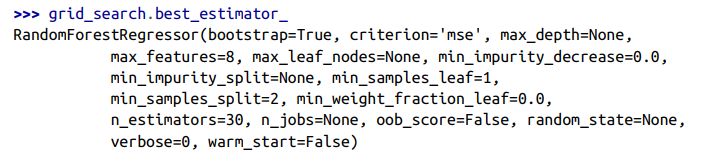 >>> grid_search.best_estimator_
RandomForestRegressor(bootstrap=True, criterion='mse', max_depth=None,
max_features=8, max_leaf_nodes=None, min_impurity_decrease=0.0,
min_impurity_split=None, min_samples_leaf=1,
min_samples_split=2, min_weight_fraction_leaf=0.0,
n_estimators=30, n_jobs=None, oob_score=False, random_state=None,
verbose=0, warm_start=False)